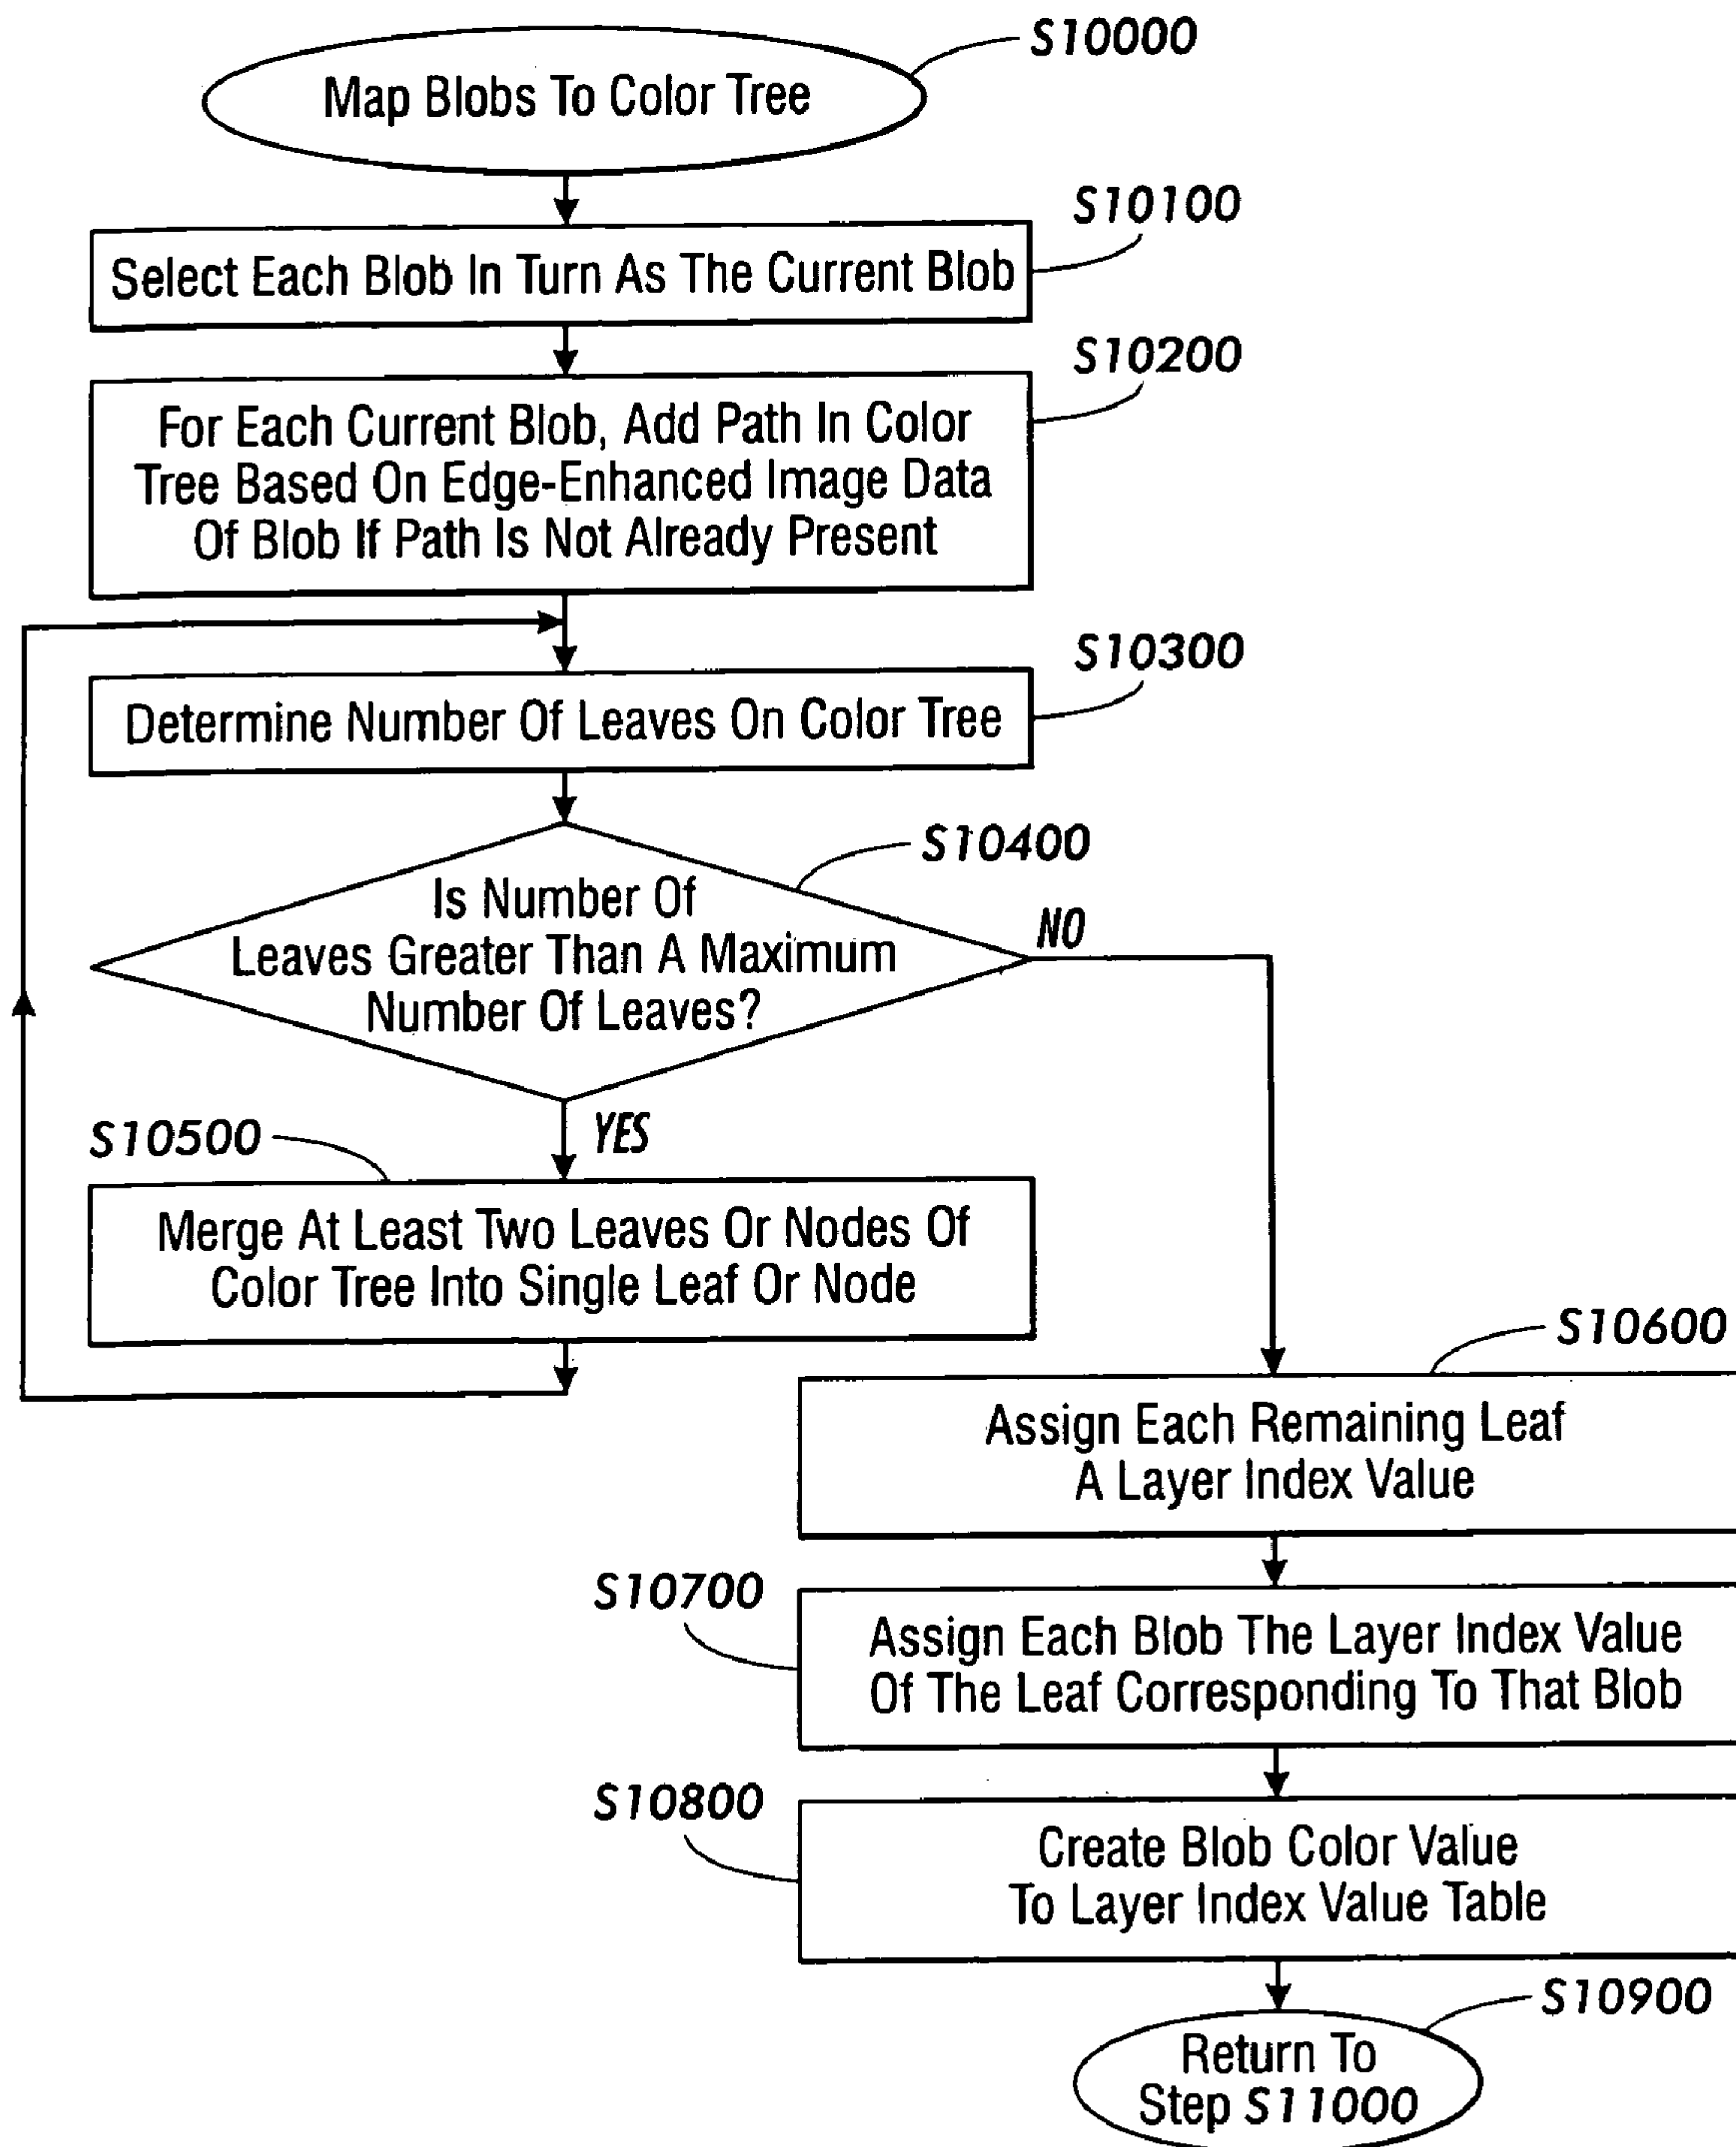 S10000
Map Blobs To Color Tree
S10100
Select Each Blob In Turn As The Current Blob
S10200
For Each Current Blob, Add Path In Color
Tree Based On Edge-Enhanced Image Data
Of Blob If Path Is Not Already Present
S10300
Determine Number Of Leaves On Color Tree
S10400
Is Number Of
Leaves Greater Than A Maximum
Number Of Leaves?
NO
YES
S10500
Merge At Least Two Leaves Or Nodes Of
Color Tree Into Single Leaf Or Node
S10600
Assign Each Remaining Leaf
A Layer Index Value
S10700
Assign Each Blob The Layer Index Value
Of The Leaf Corresponding To That Blob
S10800
Create Blob Color Value
To Layer Index Value Table
S10900
Return To
Step S11000